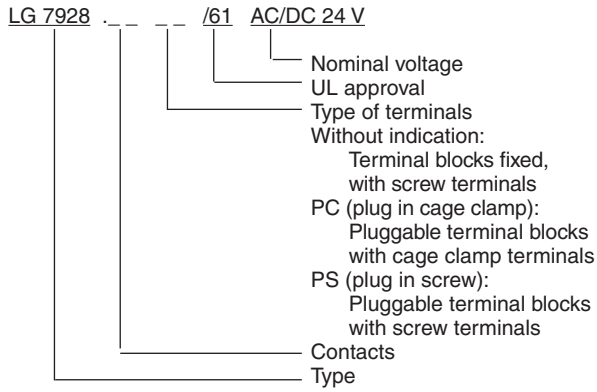 LG 7928 .__ __ /61 AC/DC 24 V
Nominal voltage
UL approval
Type of terminals
Without indication:
Terminal blocks fixed,
with screw terminals
PC (plug in cage clamp):
Pluggable terminal blocks
with cage clamp terminals
PS (plug in screw):
Pluggable terminal blocks
with screw terminals
Contacts
Type